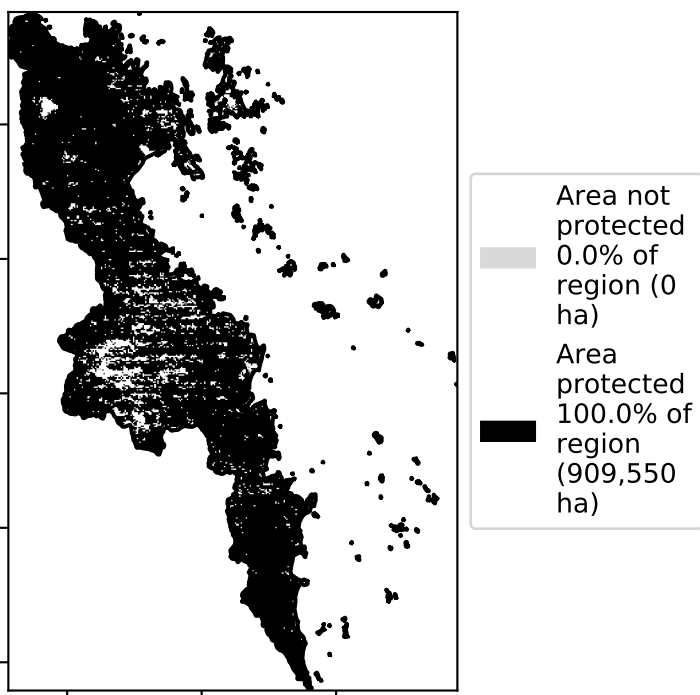 Area not
protected
0.0% of
region (0
ha)
Area
protected
100.0% of
region
(909,550
ha)